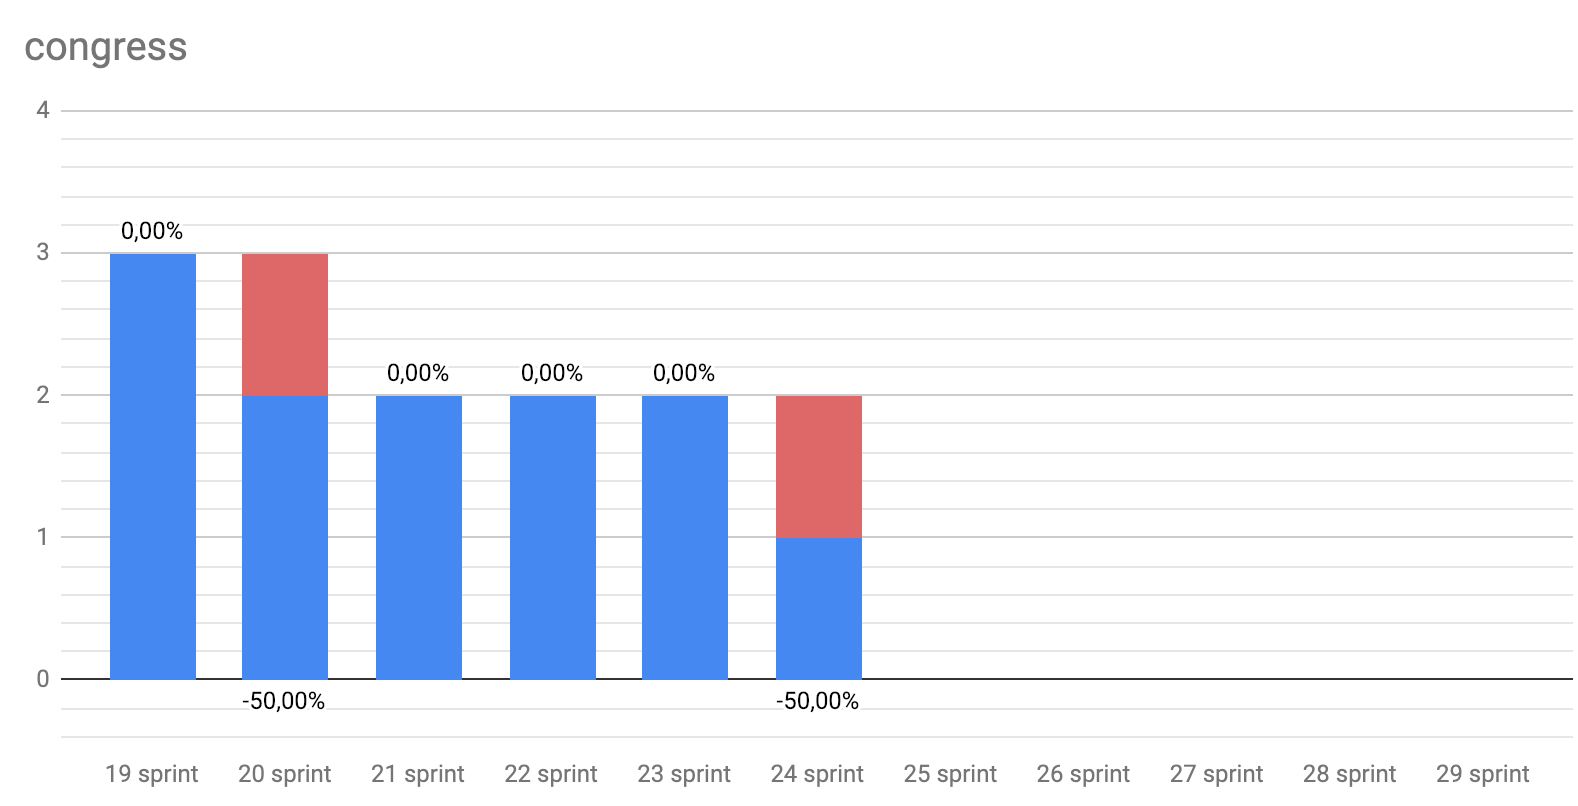 congress
4
3
2
1
0
0,00%
-50,00%
0,00%
0,00%
0,00%
-50,00%
19 sprint
20 sprint
21 sprint
22 sprint
23 sprint
24 sprint
25 sprint
26 sprint
27 sprint
28 sprint
29 sprint